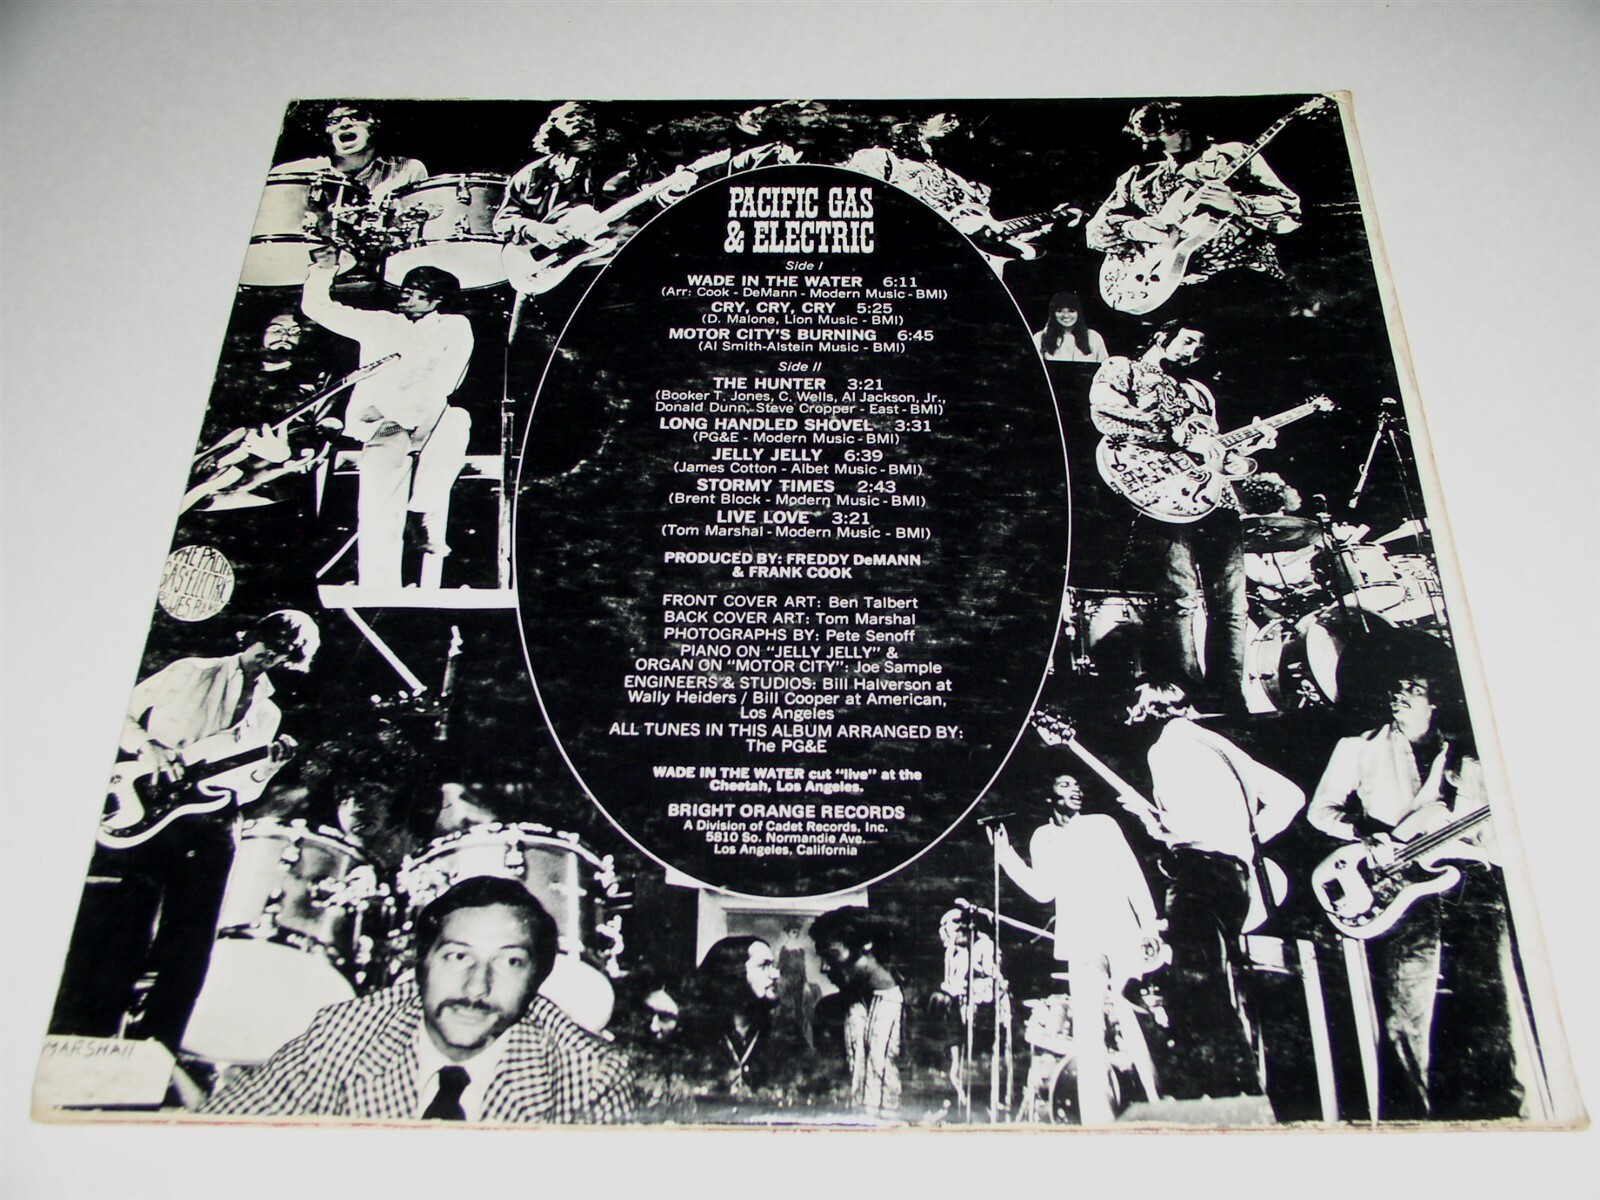 PACIFIC GAS
& ELECTRIC
Side I
WADE IN THE WATER 6:11
(Arr: Cook - DeMann - Modern Music - BMI)
CRY, CRY, CRY 5:25
(D. Malone, Lion Music - BMI)
MOTOR CITY'S BURNING 6:45
(Al Smith-Alstein Music - BMI)
Side II
THE HUNTER 3:21
(Booker T. Jones, C. Wells, Al Jackson, Jr.,
Donald Dunn, Steve Cropper - East - BMI)
LONG HANDLED SHOVEL 3:31
(PG&E - Modern Music - BMI)
JELLY JELLY 6:39
(James Cotton - Albet Music - BMI)
STORMY TIMES 2:43
(Brent Block - Modern Music - BMI)
LIVE LOVE 3:21
(Tom Marshal - Modern Music - BMI)
PRODUCED BY: FREDDY DeMANN
& FRANK COOK
FRONT COVER ART: Ben Talbert
BACK COVER ART: Tom Marshal
PHOTOGRAPHS BY: Pete Senoff
PIANO ON "JELLY JELLY" &
ORGAN ON "MOTOR CITY": Joe Sample
ENGINEERS & STUDIOS: Bill Halverson at
Wally Heiders / Bill Cooper at American,
Los Angeles
ALL TUNES IN THIS ALBUM ARRANGED BY:
The PG&E
WADE IN THE WATER cut "live" at the
Cheetah, Los Angeles.
BRIGHT ORANGE RECORDS
A Division of Cadet Records, Inc.
5810 So. Normandie Ave.
Los Angeles, California
THE PACIFIC
GAS & ELECTRIC
BLUES BAND
MARSHALL